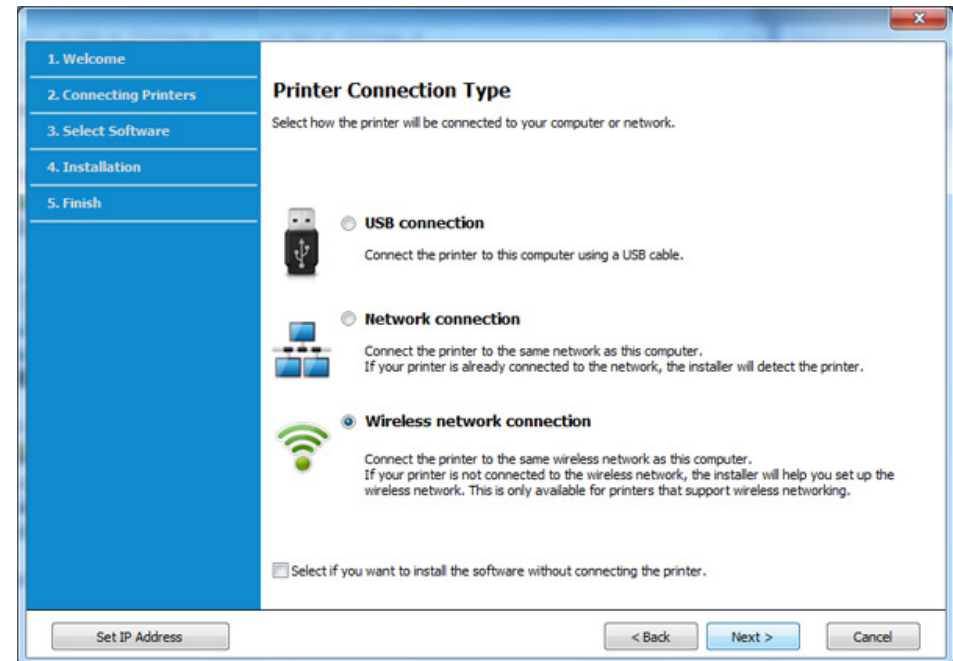 1. Welcome
2. Connecting Printers
3. Select Software
4. Installation
5. Finish
Printer Connection Type
Select how the printer will be connected to your computer or network.
USB connection
Connect the printer to this computer using a USB cable.
Network connection
Connect the printer to the same network as this computer.
If your printer is already connected to the network, the installer will detect the printer.
Wireless network connection
Connect the printer to the same wireless network as this computer.
If your printer is not connected to the wireless network, the installer will help you set up the
wireless network. This is only available for printers that support wireless networking.
Select if you want to install the software without connecting the printer.
Set IP Address
< Back
Next >
Cancel